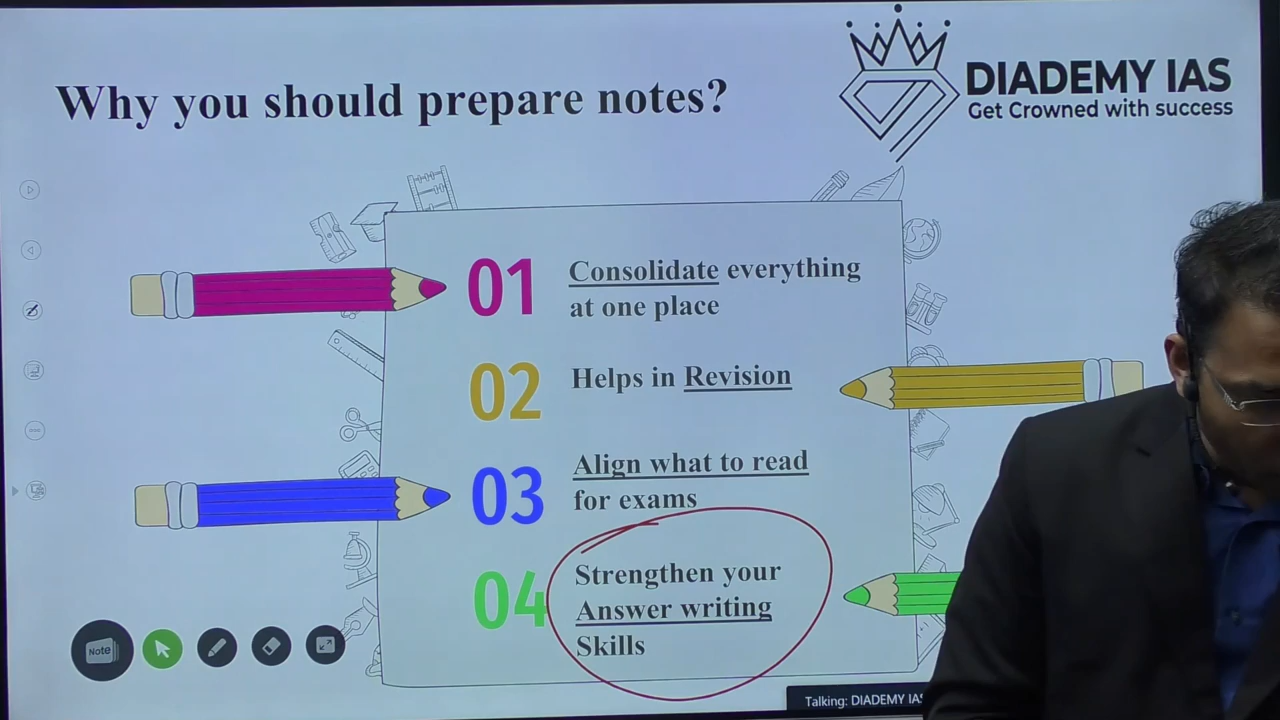 Why you should prepare notes?
DIADEMY IAS
Get Crowned with success
01
Consolidate everything
at one place
02
Helps in Revision
03
Align what to read
for exams
04
Strengthen your
Answer writing
Skills
Note
Talking: DIADEMY IAS